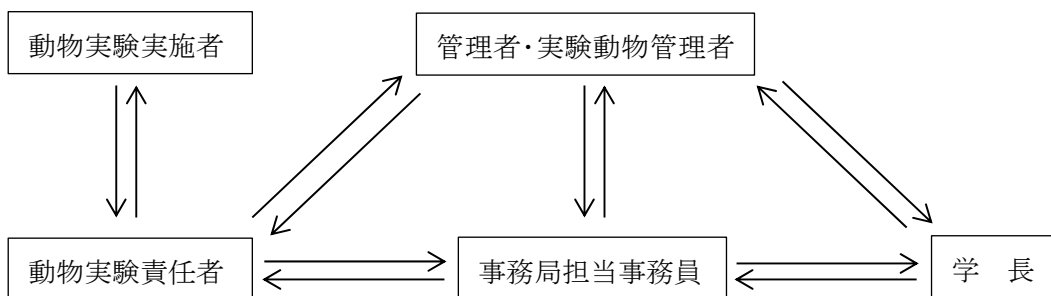 動物実験実施者
管理者・実験動物管理者
動物実験責任者
事務局担当事務員
学　長